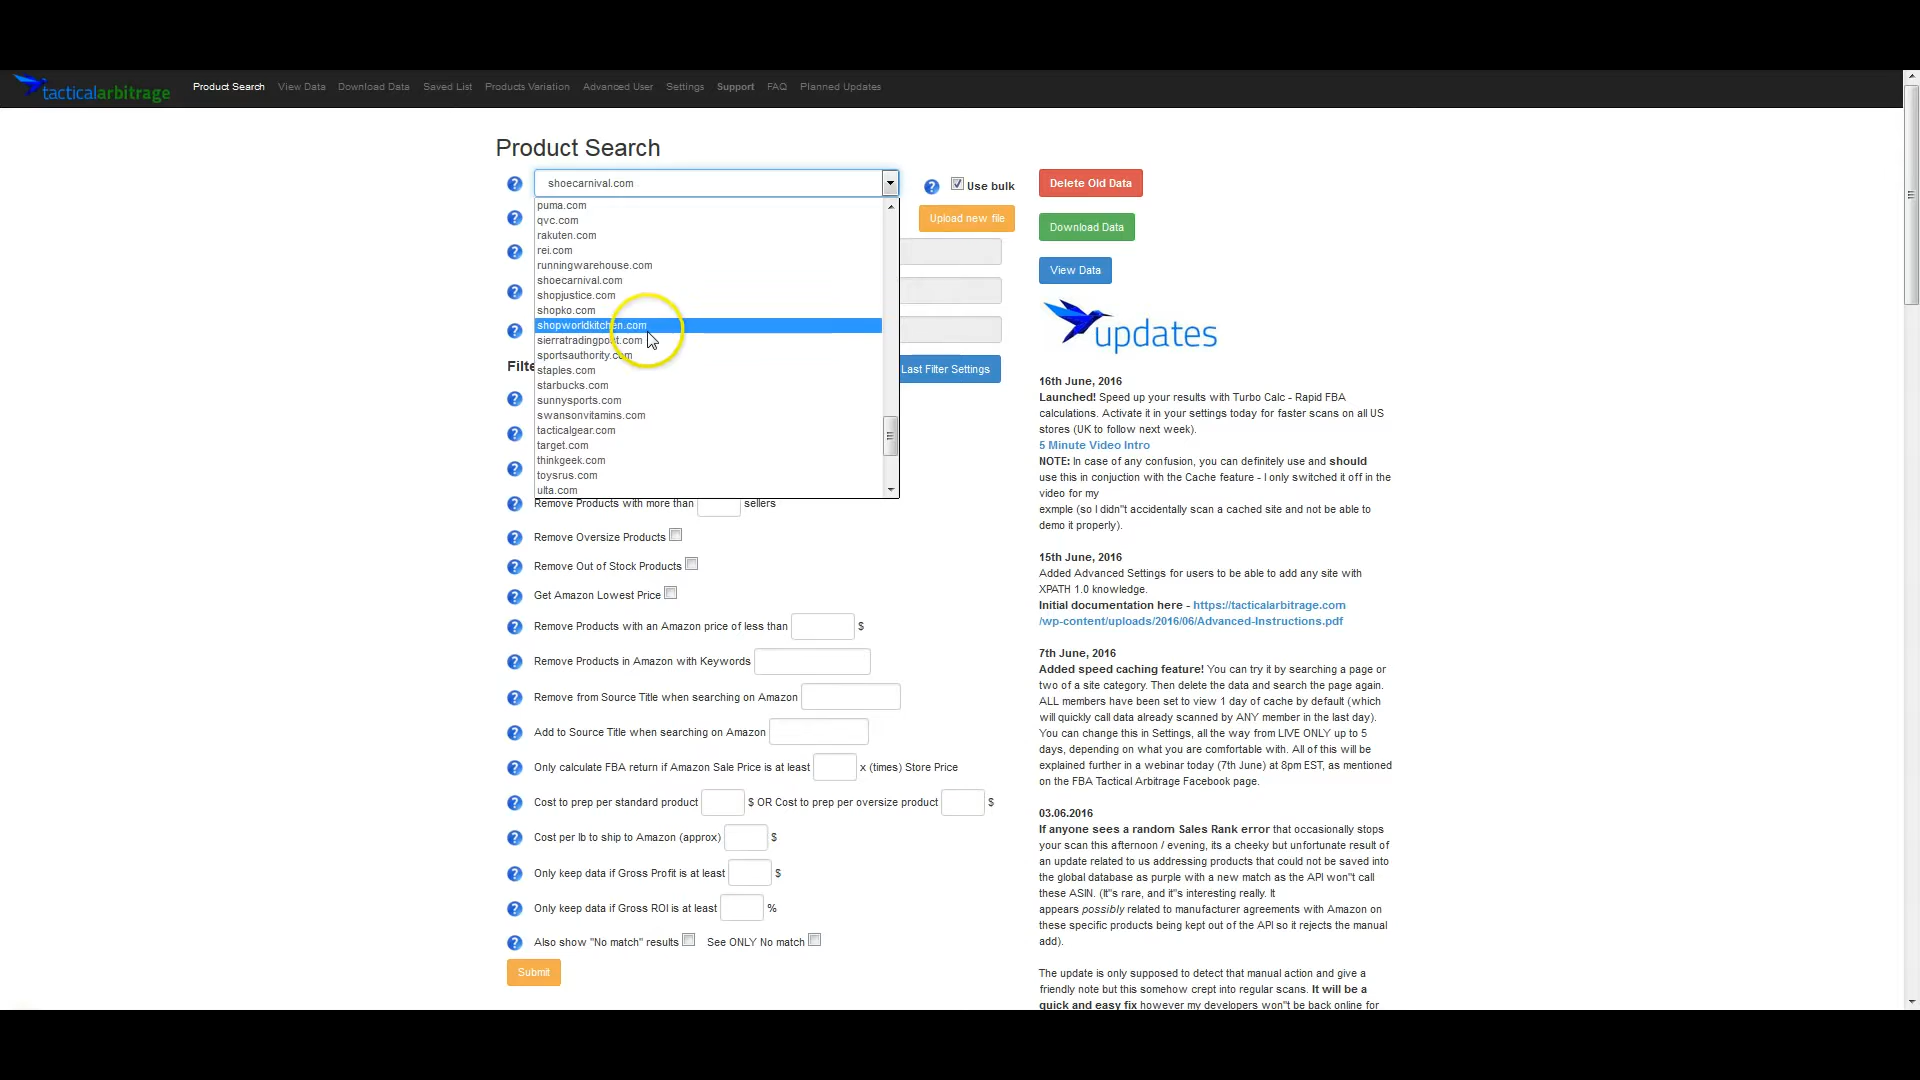 tacticalarbitrage
Product Search View Data Download Data Saved List Products Variation Advanced User Settings Support FAQ Planned Updates
Product Search
shoecarnival.com
Use bulk
Delete Old Data
puma.com
qvc.com
rakuten.com
rei.com
runningwarehouse.com
shoecarnival.com
shopjustice.com
shopko.com
shopworldkitchen.com
sierratradingpost.com
sportsauthority.com
staples.com
starbucks.com
sunnysports.com
swansonvitamins.com
tacticalgear.com
target.com
thinkgeek.com
toysrus.com
ulta.com
Upload new file
Download Data
View Data
Filte
Last Filter Settings
Remove Products with more than sellers
Remove Oversize Products
Remove Out of Stock Products
Get Amazon Lowest Price
Remove Products with an Amazon price of less than $
Remove Products in Amazon with Keywords
Remove from Source Title when searching on Amazon
Add to Source Title when searching on Amazon
Only calculate FBA return if Amazon Sale Price is at least x (times) Store Price
Cost to prep per standard product $ OR Cost to prep per oversize product $
Cost per lb to ship to Amazon (approx) $
Only keep data if Gross Profit is at least $
Only keep data if Gross ROI is at least %
Also show "No match" results See ONLY No match
Submit
updates
16th June, 2016
Launched! Speed up your results with Turbo Calc - Rapid FBA
calculations. Activate it in your settings today for faster scans on all US
stores (UK to follow next week).
5 Minute Video Intro
NOTE: In case of any confusion, you can definitely use and should
use this in conjuction with the Cache feature - I only switched it off in the
video for my
exmple (so I didn"t accidentally scan a cached site and not be able to
demo it properly).
15th June, 2016
Added Advanced Settings for users to be able to add any site with
XPATH 1.0 knowledge.
Initial documentation here - https://tacticalarbitrage.com
/wp-content/uploads/2016/06/Advanced-Instructions.pdf
7th June, 2016
Added speed caching feature! You can try it by searching a page or
two of a site category. Then delete the data and search the page again.
ALL members have been set to view 1 day of cache by default (which
will quickly call data already scanned by ANY member in the last day).
You can change this in Settings, all the way from LIVE ONLY up to 5
days, depending on what you are comfortable with. All of this will be
explained further in a webinar today (7th June) at 8pm EST, as mentioned
on the FBA Tactical Arbitrage Facebook page.
03.06.2016
If anyone sees a random Sales Rank error that occasionally stops
your scan this afternoon / evening, its a cheeky but unfortunate result of
an update related to us addressing products that could not be saved into
the global database as purple with a new match as the API won"t call
these ASIN. (It"s rare, and it"s interesting really. It
appears possibly related to manufacturer agreements with Amazon on
these specific products being kept out of the API so it rejects the manual
add).
The update is only supposed to detect that manual action and give a
friendly note but this somehow crept into regular scans. It will be a
quick and easy fix however my developers won"t be back online for